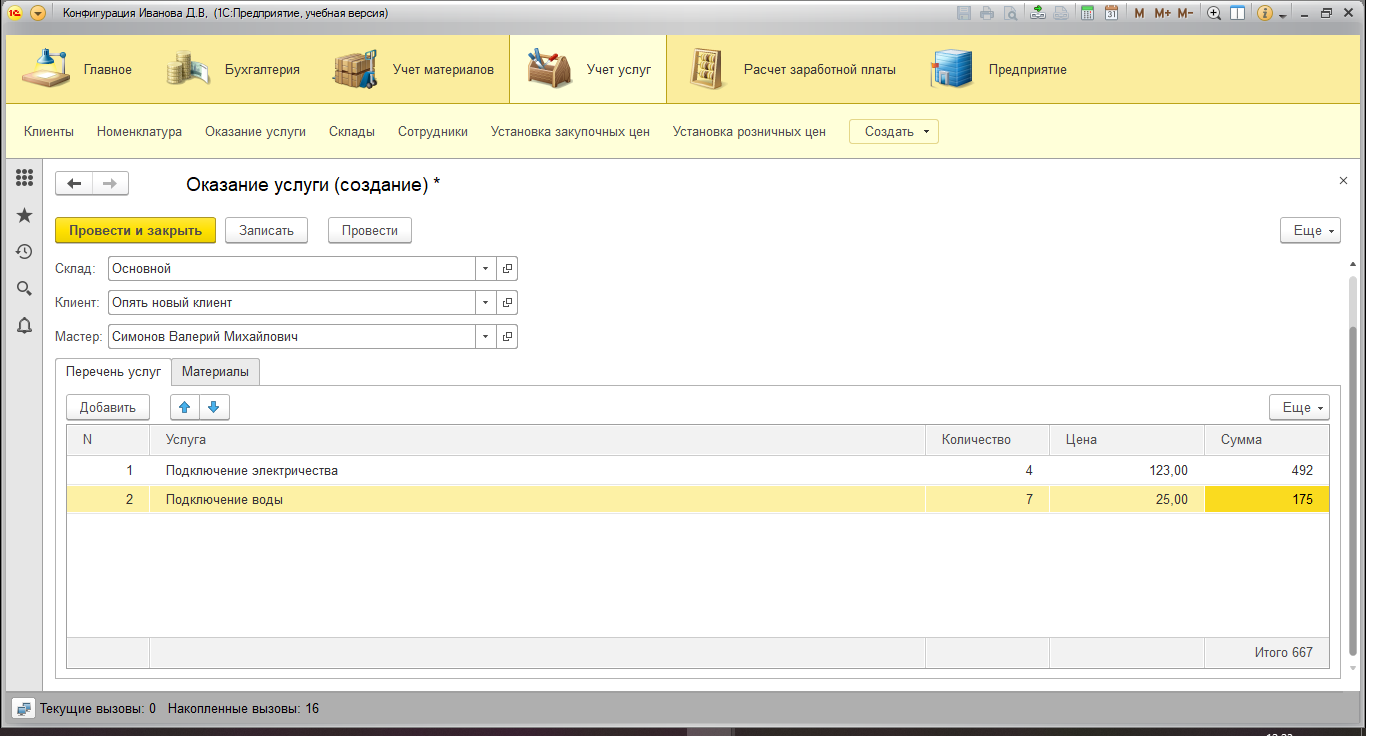 Конфигурация Иванова Д.В, (1С:Предприятие, учебная версия)
M M+ M-
Главное Бухгалтерия Учет материалов Учет услуг Расчет заработной платы Предприятие
Клиенты Номенклатура Оказание услуги Склады Сотрудники Установка закупочных цен Установка розничных цен Создать
Оказание услуги (создание) *
Провести и закрыть Записать Провести Еще
Склад: Основной
Клиент: Опять новый клиент
Мастер: Симонов Валерий Михайлович
Перечень услуг Материалы
Добавить Еще
N Услуга Количество Цена Сумма
1 Подключение электричества 4 123,00 492
2 Подключение воды 7 25,00 175
Итого 667
Текущие вызовы: 0 Накопленные вызовы: 16